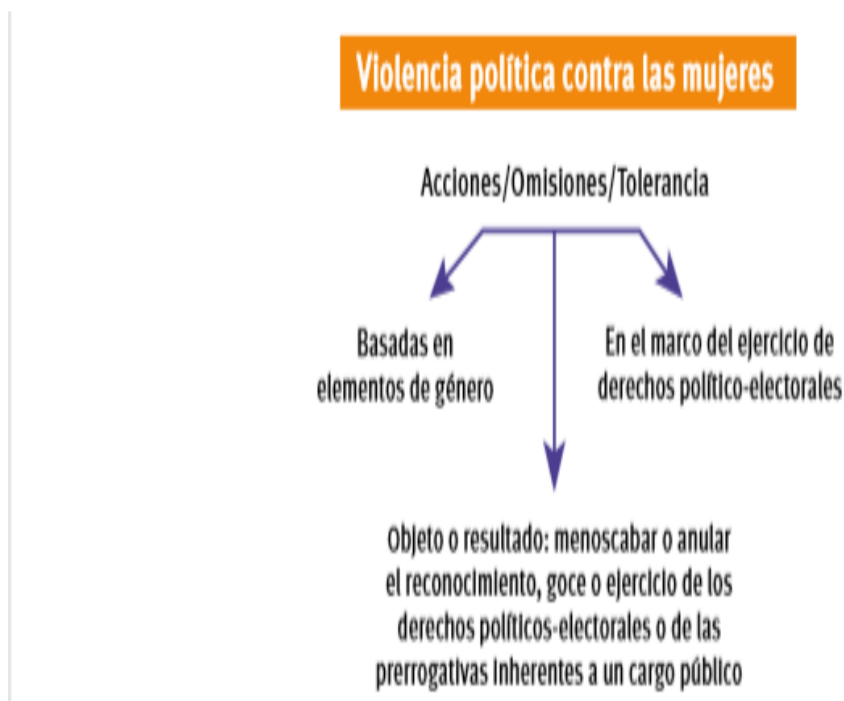 Violencia política contra las mujeres
Acciones/Omisiones/Tolerancia
Basadas en
elementos de género
En el marco del ejercicio de
derechos político-electorales
Objeto o resultado: menoscabar o anular
el reconocimiento, goce o ejercicio de los
derechos políticos-electorales o de las
prerrogativas inherentes a un cargo público